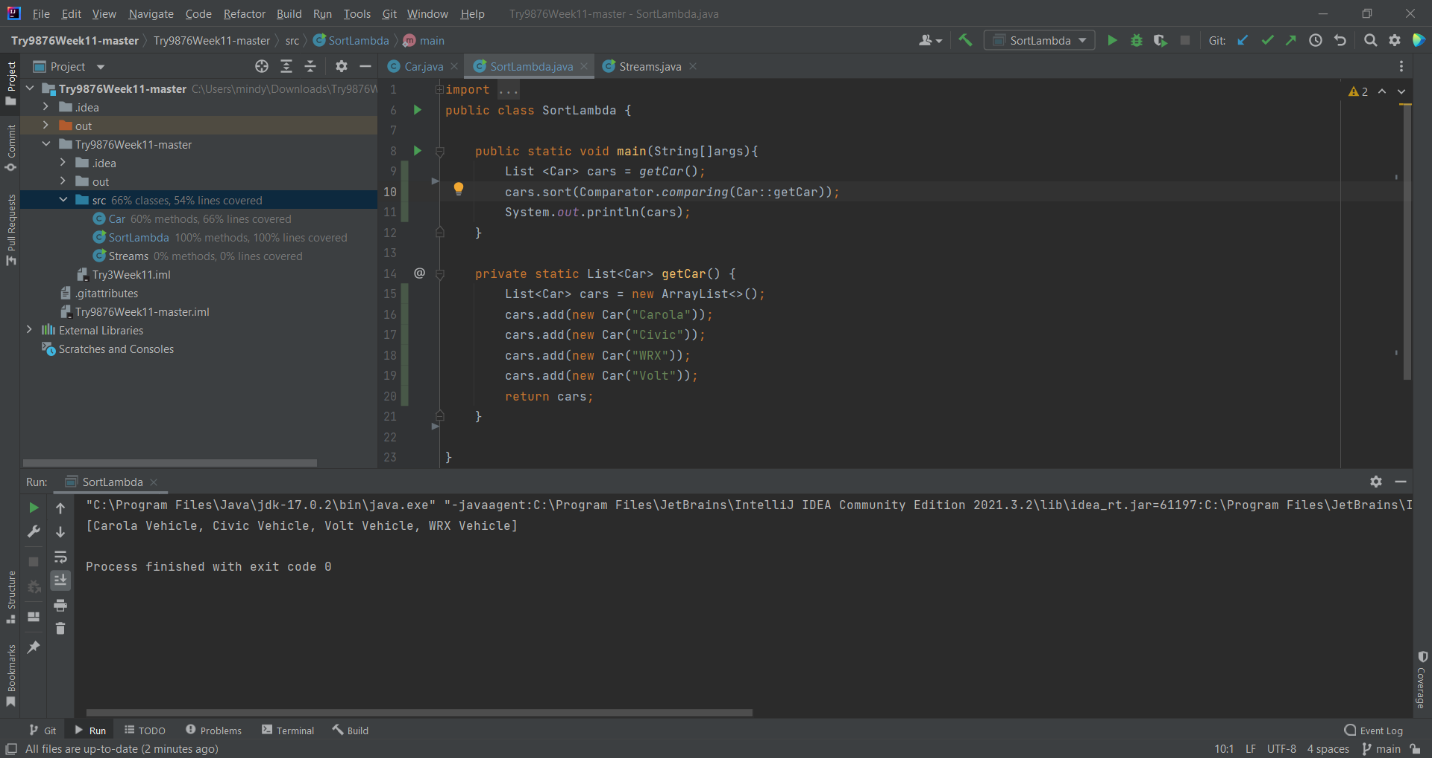 File Edit View Navigate Code Refactor Build Run Tools Git Window Help Try9876Week11-master - SortLambda.java
Try9876Week11-master Try9876Week11-master src SortLambda main SortLambda Git:
Project Car.java SortLambda.java Streams.java
Project
Commit
Pull Requests
Try9876Week11-master C:\Users\mindy\Downloads\Try9876W
.idea
out
Try9876Week11-master
.idea
out
src 66% classes, 54% lines covered
Car 60% methods, 66% lines covered
SortLambda 100% methods, 100% lines covered
Streams 0% methods, 0% lines covered
Try3Week11.iml
.gitattributes
Try9876Week11-master.iml
External Libraries
Scratches and Consoles
1 import ... 2
6 public class SortLambda {
7
8 public static void main(String[]args){
9 List <Car> cars = getCar();
10 cars.sort(Comparator.comparing(Car::getCar));
11 System.out.println(cars);
12 }
13
14 @ private static List<Car> getCar() {
15 List<Car> cars = new ArrayList<>();
16 cars.add(new Car("Carola"));
17 cars.add(new Car("Civic"));
18 cars.add(new Car("WRX"));
19 cars.add(new Car("Volt"));
20 return cars;
21 }
22
23 }
Run: SortLambda
"C:\Program Files\Java\jdk-17.0.2\bin\java.exe" "-javaagent:C:\Program Files\JetBrains\IntelliJ IDEA Community Edition 2021.3.2\lib\idea_rt.jar=61197:C:\Program Files\JetBrains\I
[Carola Vehicle, Civic Vehicle, Volt Vehicle, WRX Vehicle]
Process finished with exit code 0
Structure
Bookmarks
Coverage
Git Run TODO Problems Terminal Build Event Log
All files are up-to-date (2 minutes ago) 10:1 LF UTF-8 4 spaces main